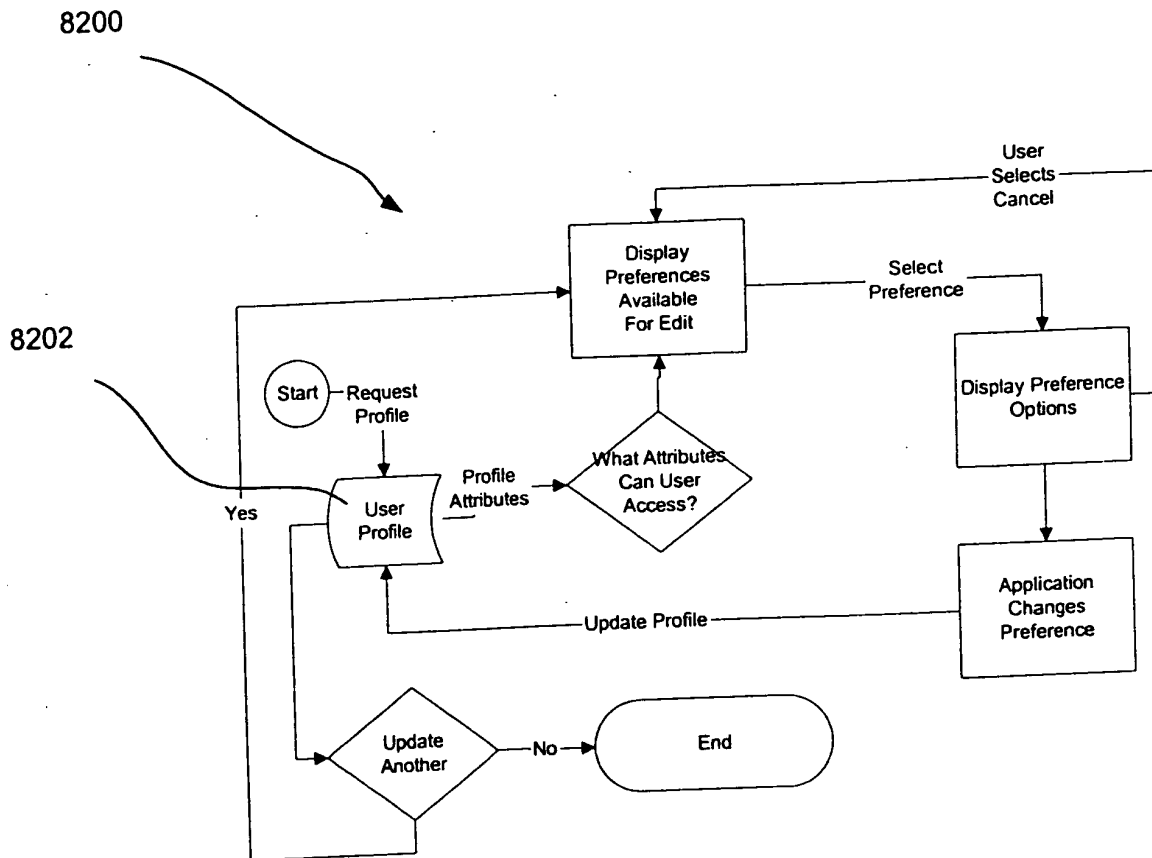 8200
User
Selects
Cancel
Display
Preferences
Available
For Edit
Select
Preference
8202
Start
Request
Profile
Display Preference
Options
What Attributes
Can User
Access?
Profile
Attributes
User
Profile
Yes
Application
Changes
Preference
Update Profile
Update
Another
No
End